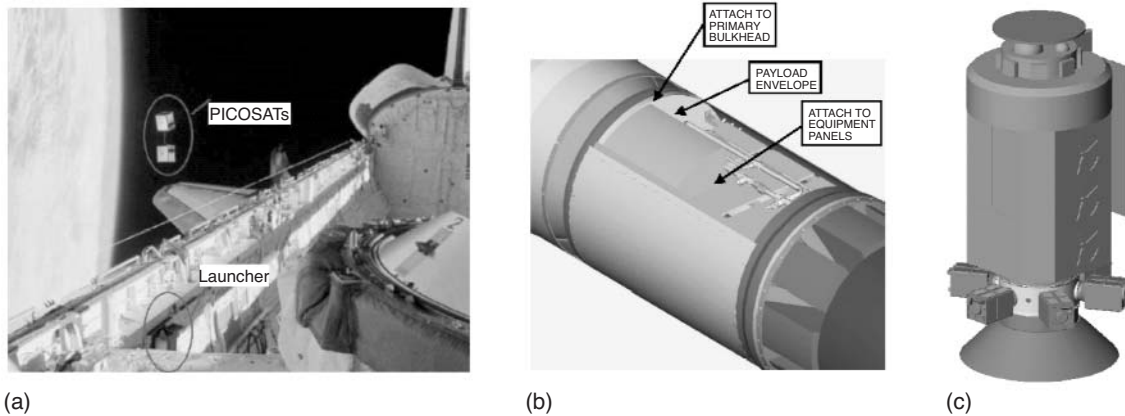 PICOSATs
Launcher
(a)
ATTACH TO
PRIMARY
BULKHEAD
PAYLOAD
ENVELOPE
ATTACH TO
EQUIPMENT
PANELS
(b)
(c)